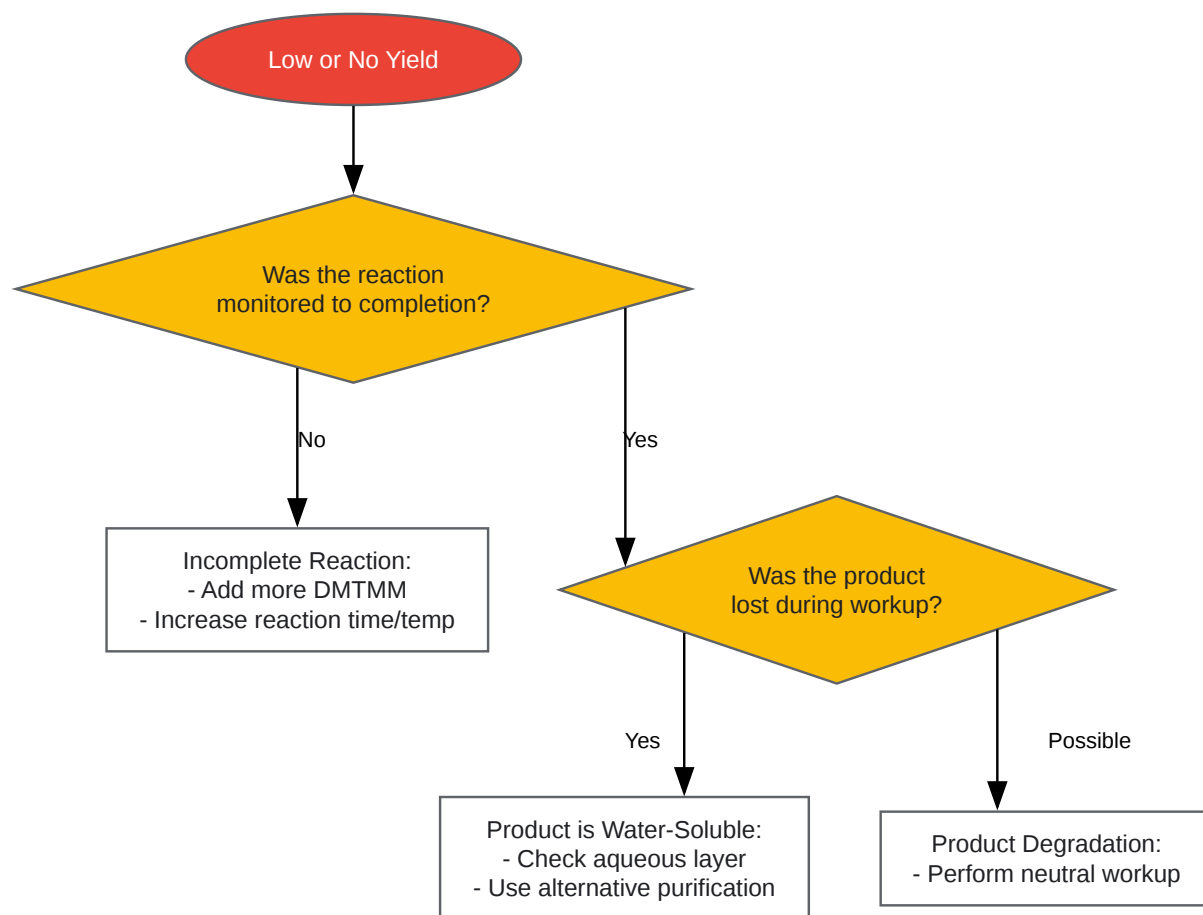 Low or No Yield
Was the reaction
monitored to completion?
No
Yes
Incomplete Reaction:
- Add more DMTMM
- Increase reaction time/temp
Was the product
lost during workup?
Yes
Possible
Product is Water-Soluble:
- Check aqueous layer
- Use alternative purification
Product Degradation:
- Perform neutral workup